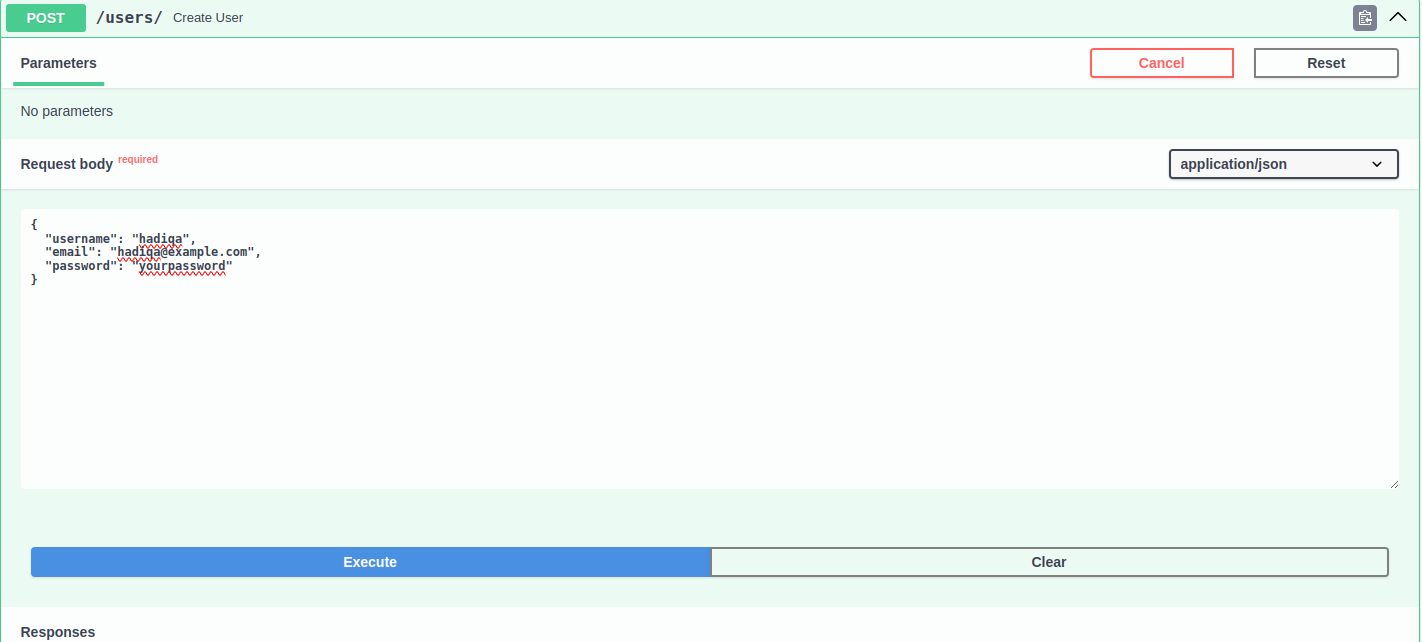 POST /users/ Create User
Parameters Cancel Reset
No parameters
Request body required application/json
{
"username": "hadiqa",
"email": "hadiqa@example.com",
"password": "yourpassword"
}
Execute Clear
Responses